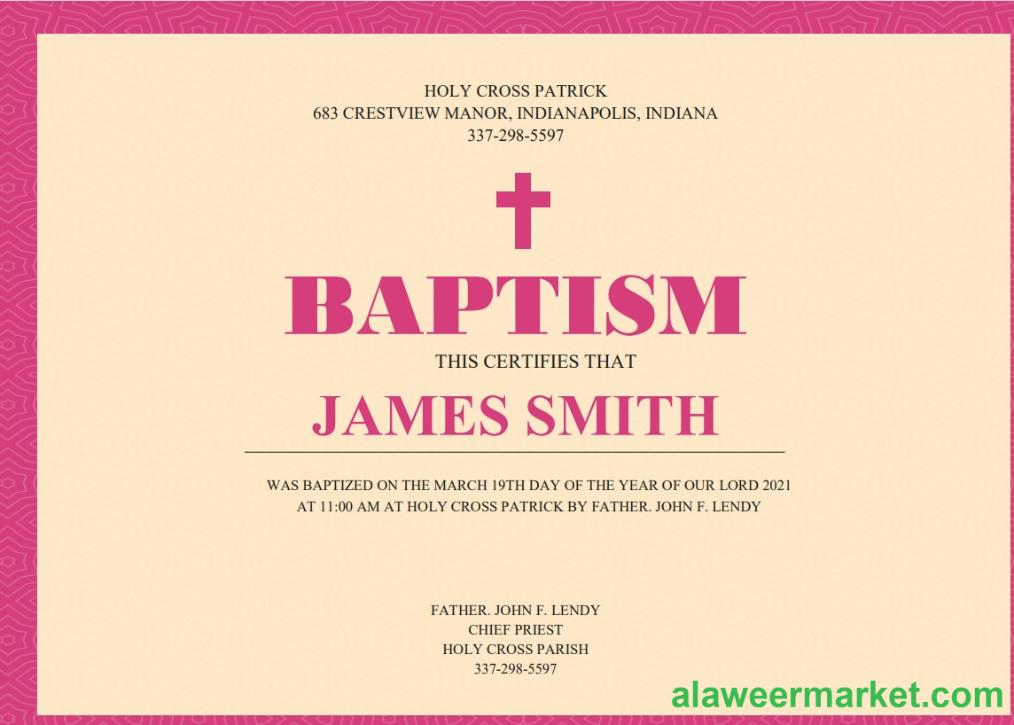 HOLY CROSS PATRICK
683 CRESTVIEW MANOR, INDIANAPOLIS, INDIANA
337-298-5597
BAPTISM
THIS CERTIFIES THAT
JAMES SMITH
WAS BAPTIZED ON THE MARCH 19TH DAY OF THE YEAR OF OUR LORD 2021
AT 11:00 AM AT HOLY CROSS PATRICK BY FATHER. JOHN F. LENDY
FATHER. JOHN F. LENDY
CHIEF PRIEST
HOLY CROSS PARISH
337-298-5597
alaweermarket.com